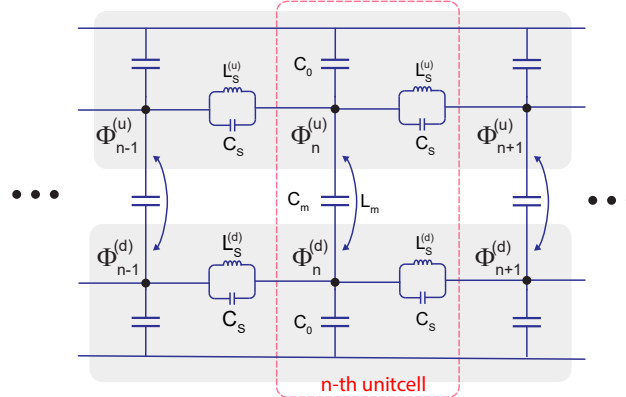 L_S^(u) C_0 L_S^(u)
Φ_{n-1}^(u) C_S Φ_n^(u) C_S Φ_{n+1}^(u)
••• C_m L_m ••
Φ_{n-1}^(d) L_S^(d) Φ_n^(d) L_S^(d) Φ_{n+1}^(d)
C_S C_0 C_S
n-th unitcell